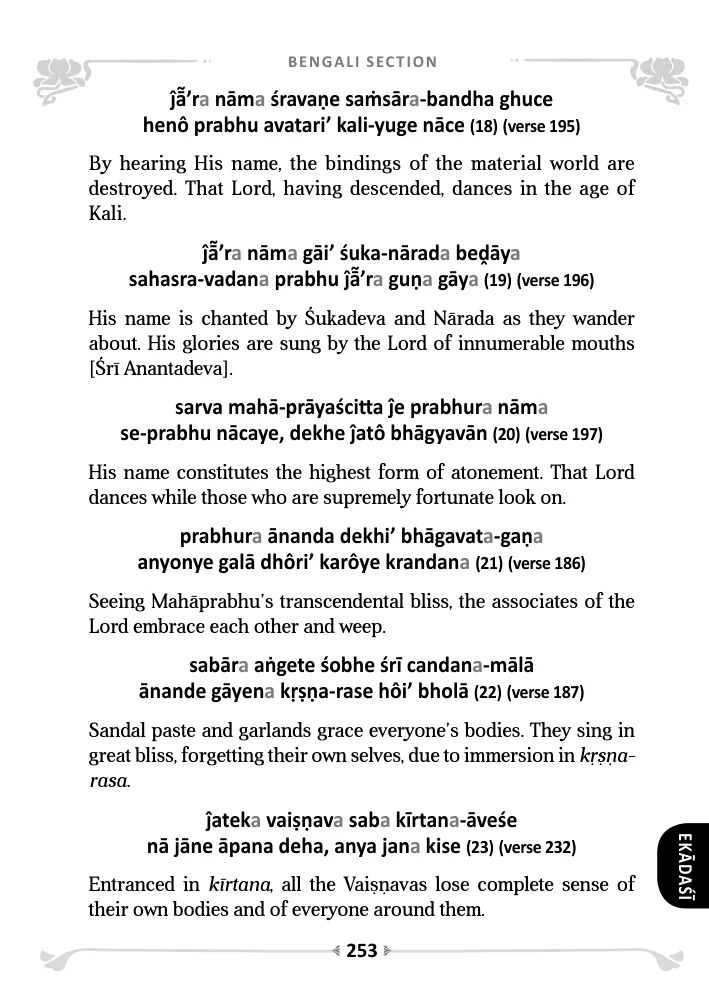 BENGALI SECTION
ĵā̃’ra nāma śravaṇe saṁsāra-bandha ghuce
henô prabhu avatari’ kali-yuge nāce (18) (verse 195)
By hearing His name, the bindings of the material world are
destroyed. That Lord, having descended, dances in the age of
Kali.
ĵā̃’ra nāma gāi’ śuka-nārada beḓāya
sahasra-vadana prabhu ĵā̃’ra guṇa gāya (19) (verse 196)
His name is chanted by Śukadeva and Nārada as they wander
about. His glories are sung by the Lord of innumerable mouths
[Śrī Anantadeva].
sarva mahā-prāyaścitta ĵe prabhura nāma
se-prabhu nācaye, dekhe ĵatô bhāgyavān (20) (verse 197)
His name constitutes the highest form of atonement. That Lord
dances while those who are supremely fortunate look on.
prabhura ānanda dekhi’ bhāgavata-gaṇa
anyonye galā dhôri’ karôye krandana (21) (verse 186)
Seeing Mahāprabhu’s transcendental bliss, the associates of the
Lord embrace each other and weep.
sabāra aṅgete śobhe śrī candana-mālā
ānande gāyena kṛṣṇa-rase hôi’ bholā (22) (verse 187)
Sandal paste and garlands grace everyone’s bodies. They sing in
great bliss, forgetting their own selves, due to immersion in kṛṣṇa-
rasa.
ĵateka vaiṣṇava saba kīrtana-āveśe
nā jāne āpana deha, anya jana kise (23) (verse 232)
Entranced in kīrtana, all the Vaiṣṇavas lose complete sense of
their own bodies and of everyone around them.
EKĀDAŚĪ
253